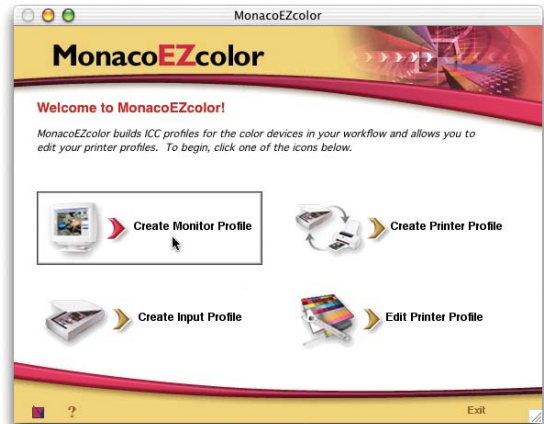 MonacoEZcolor
MonacoEZcolor
Welcome to MonacoEZcolor!
MonacoEZcolor builds ICC profiles for the color devices in your workflow and allows you to
edit your printer profiles. To begin, click one of the icons below.
Create Monitor Profile
Create Printer Profile
Create Input Profile
Edit Printer Profile
?
Exit